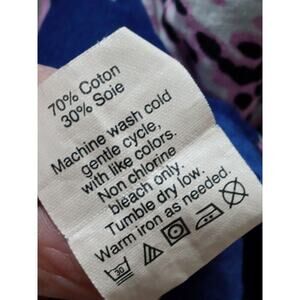 70% Coton
30% Soie
Machine wash cold
gentle cycle,
with like colors.
Non chlorine
bleach only.
Tumble dry low.
Warm iron as needed.
30